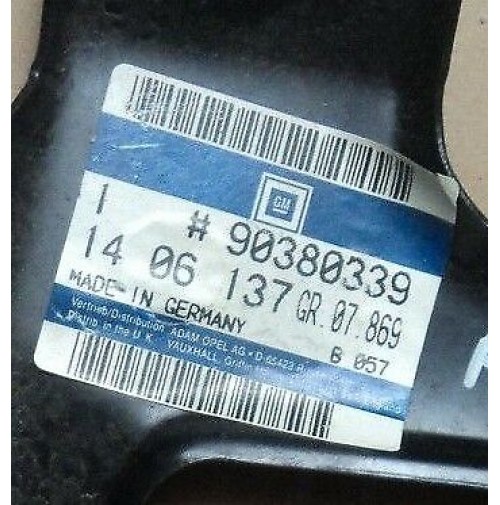 GM
1 # 90380339
14 06 137 GR. 07.869
MADE IN GERMANY
B 057
Vertrieb/Distribution ADAM OPEL AG • D-65423 R
Distrib. in the U.K. VAUXHALL